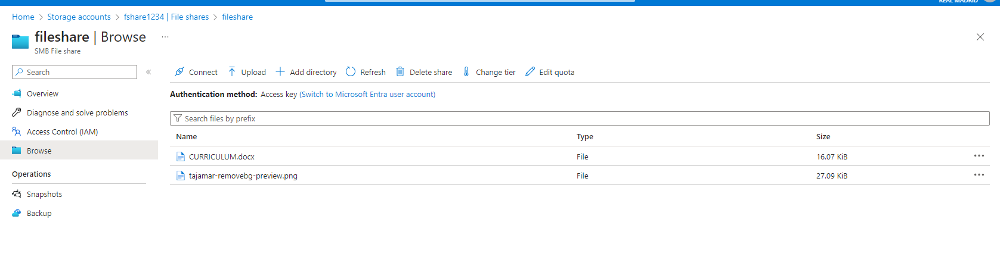 REAL MADRID
Home > Storage accounts > fshare1234 | File shares > fileshare
fileshare | Browse ...
SMB File share
Search «
Connect Upload Add directory Refresh Delete share Change tier Edit quota
Overview
Authentication method: Access key (Switch to Microsoft Entra user account)
Diagnose and solve problems
Search files by prefix
Access Control (IAM)
Name Type Size
Browse
CURRICULUM.docx File 16.07 KiB ...
Operations
tajamar-removebg-preview.png File 27.09 KiB ...
Snapshots
Backup